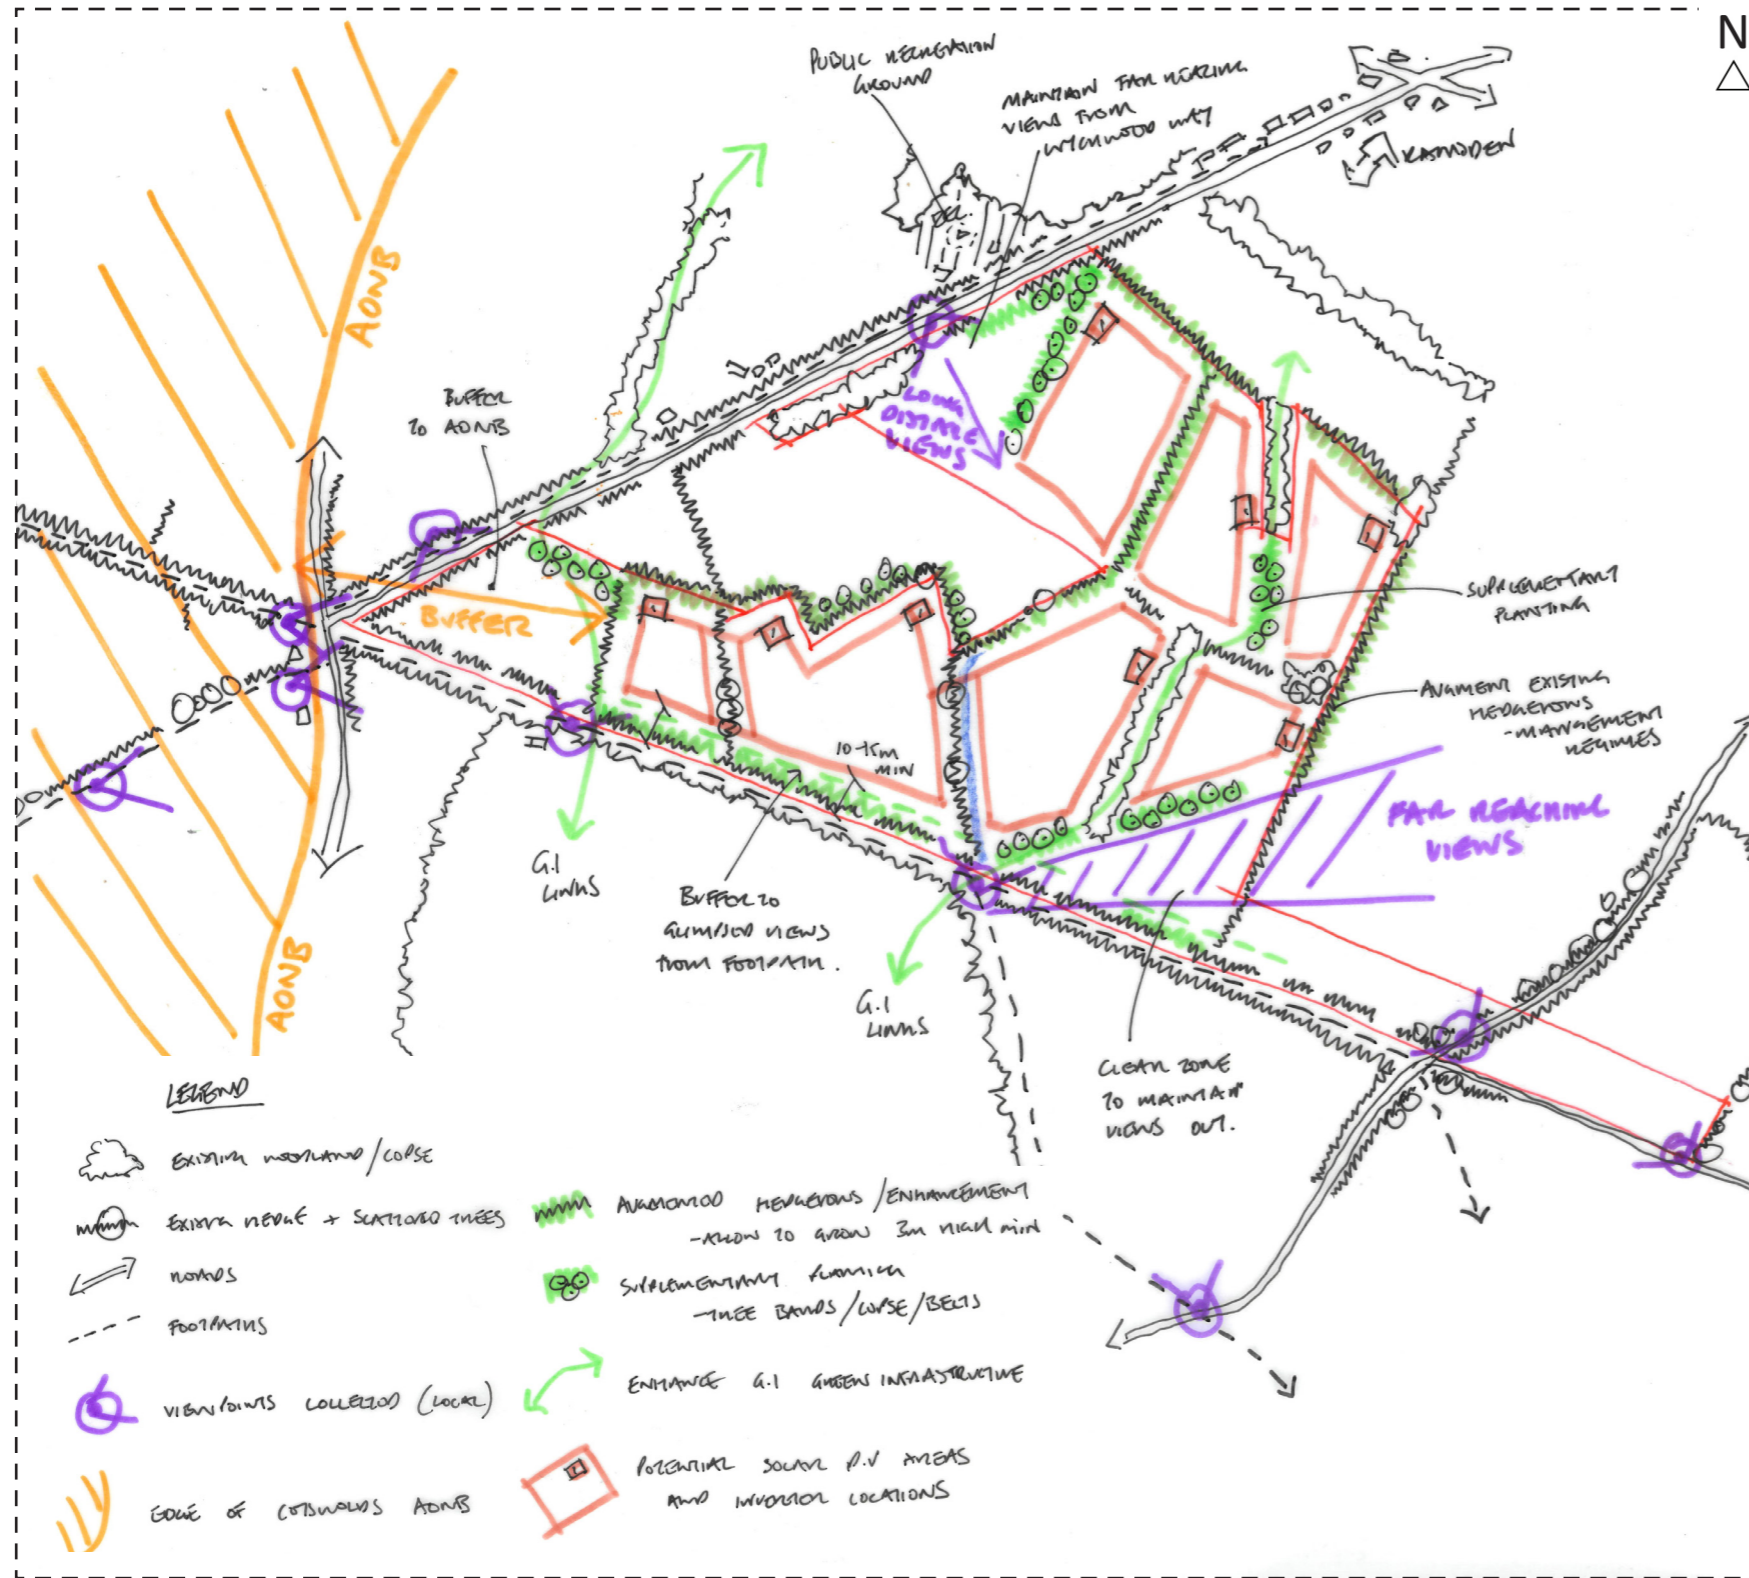 N
PUBLIC RECREATION
GROUND
MAINTAIN FAR REACHING
VIEWS FROM
WYCHWOOD WAY
RAMSDEN
REC.
AONB
BUFFER
TO AONB
LONG
DISTANCE
VIEWS
BUFFER
SUPPLEMENTARY
PLANTING
AUGMENT EXISTING
HEDGEROWS
- MANAGEMENT
REGIMES
10-15m
MIN
FAR REACHING
VIEWS
G.I
LINKS
BUFFER TO
GLIMPSED VIEWS
FROM FOOTPATH.
AONB
G.I
LINKS
CLEAR ZONE
TO MAINTAIN
VIEWS OUT.
LEGEND
EXISTING WOODLAND/COPSE
EXISTING HEDGE + SCATTERED TREES
ROADS
FOOTPATHS
VIEWPOINTS COLLECTED (LOCAL)
EDGE OF COTSWOLDS AONB
AUGMENTED HEDGEROWS/ENHANCEMENT
-ALLOW TO GROW 3m HIGH MIN
SUPPLEMENTARY PLANTING
-TREE BANDS/COPSE/BELTS
ENHANCE G.I GREEN INFRASTRUCTURE
POTENTIAL SOLAR P.V AREAS
AND INVERTER LOCATIONS